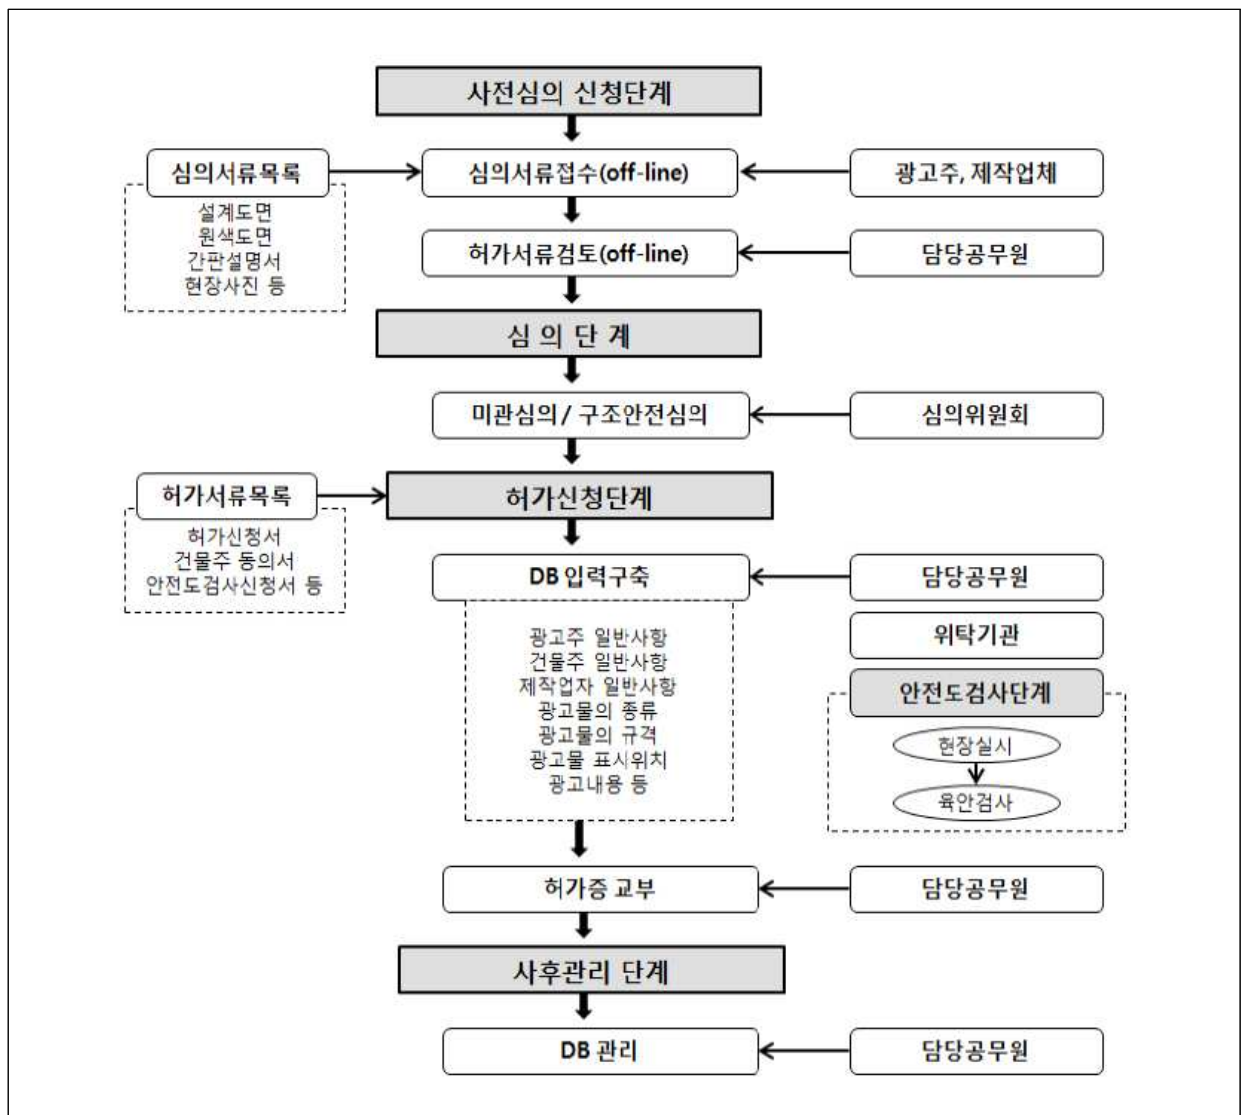 사전심의 신청단계
심의서류목록
심의서류접수(off-line)
광고주, 제작업체
설계도면
원색도면
간판설명서
현장사진 등
허가서류검토(off-line)
담당공무원
심 의 단 계
미관심의 / 구조안전심의
심의위원회
허가서류목록
허가신청단계
허가신청서
건물주 동의서
안전도검사신청서 등
DB 입력구축
담당공무원
광고주 일반사항
건물주 일반사항
제작업자 일반사항
광고물의 종류
광고물의 규격
광고물 표시위치
광고내용 등
위탁기관
안전도검사단계
현장실시
육안검사
허가증 교부
담당공무원
사후관리 단계
DB 관리
담당공무원